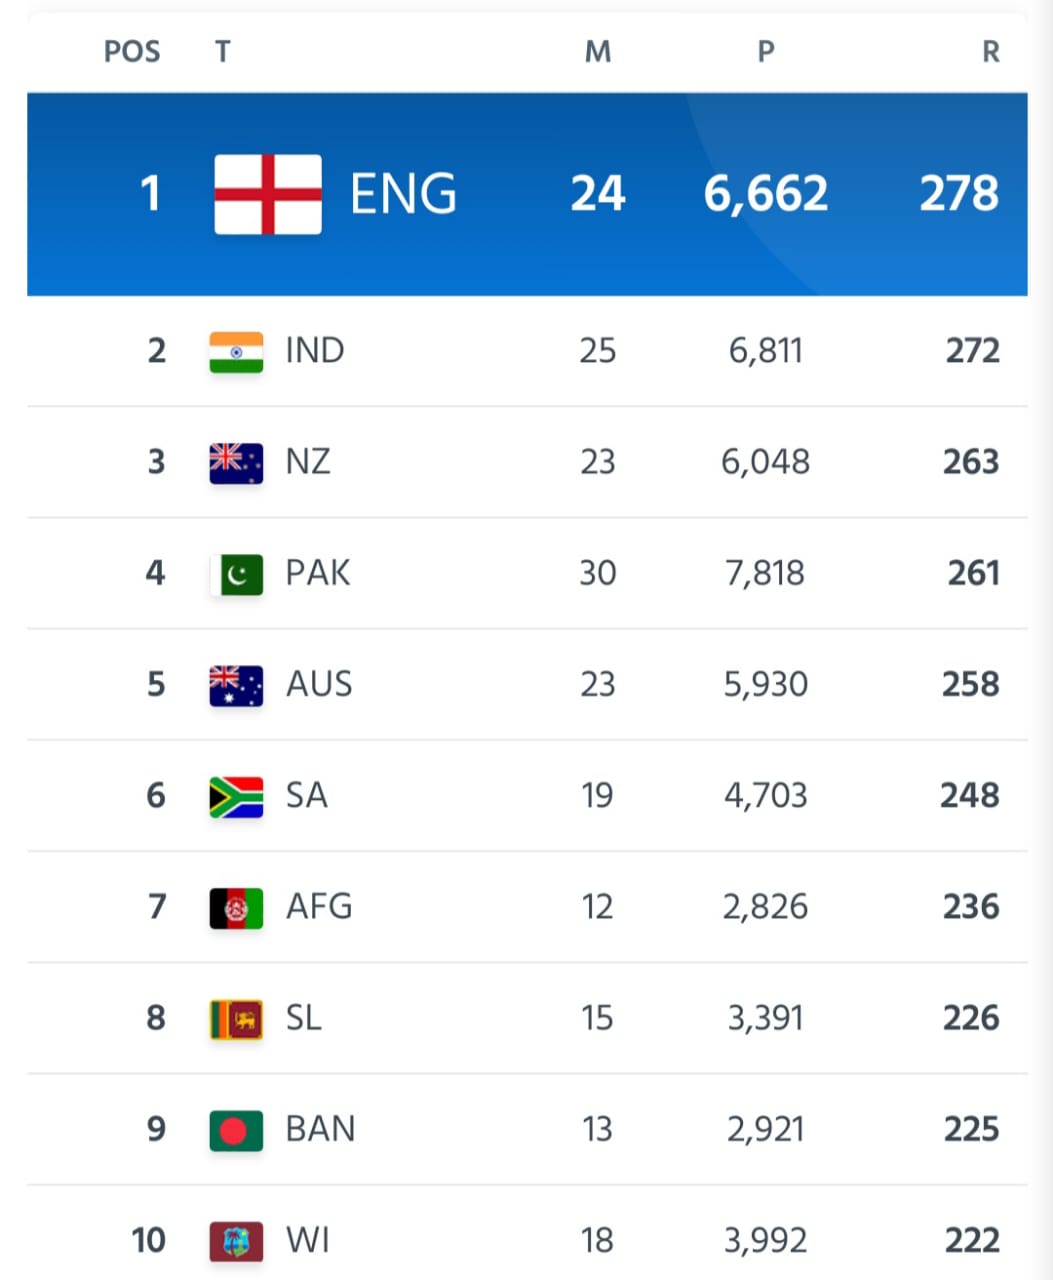 POS T M P R
1 ENG 24 6,662 278
2 IND 25 6,811 272
3 NZ 23 6,048 263
4 PAK 30 7,818 261
5 AUS 23 5,930 258
6 SA 19 4,703 248
7 AFG 12 2,826 236
8 SL 15 3,391 226
9 BAN 13 2,921 225
10 WI 18 3,992 222